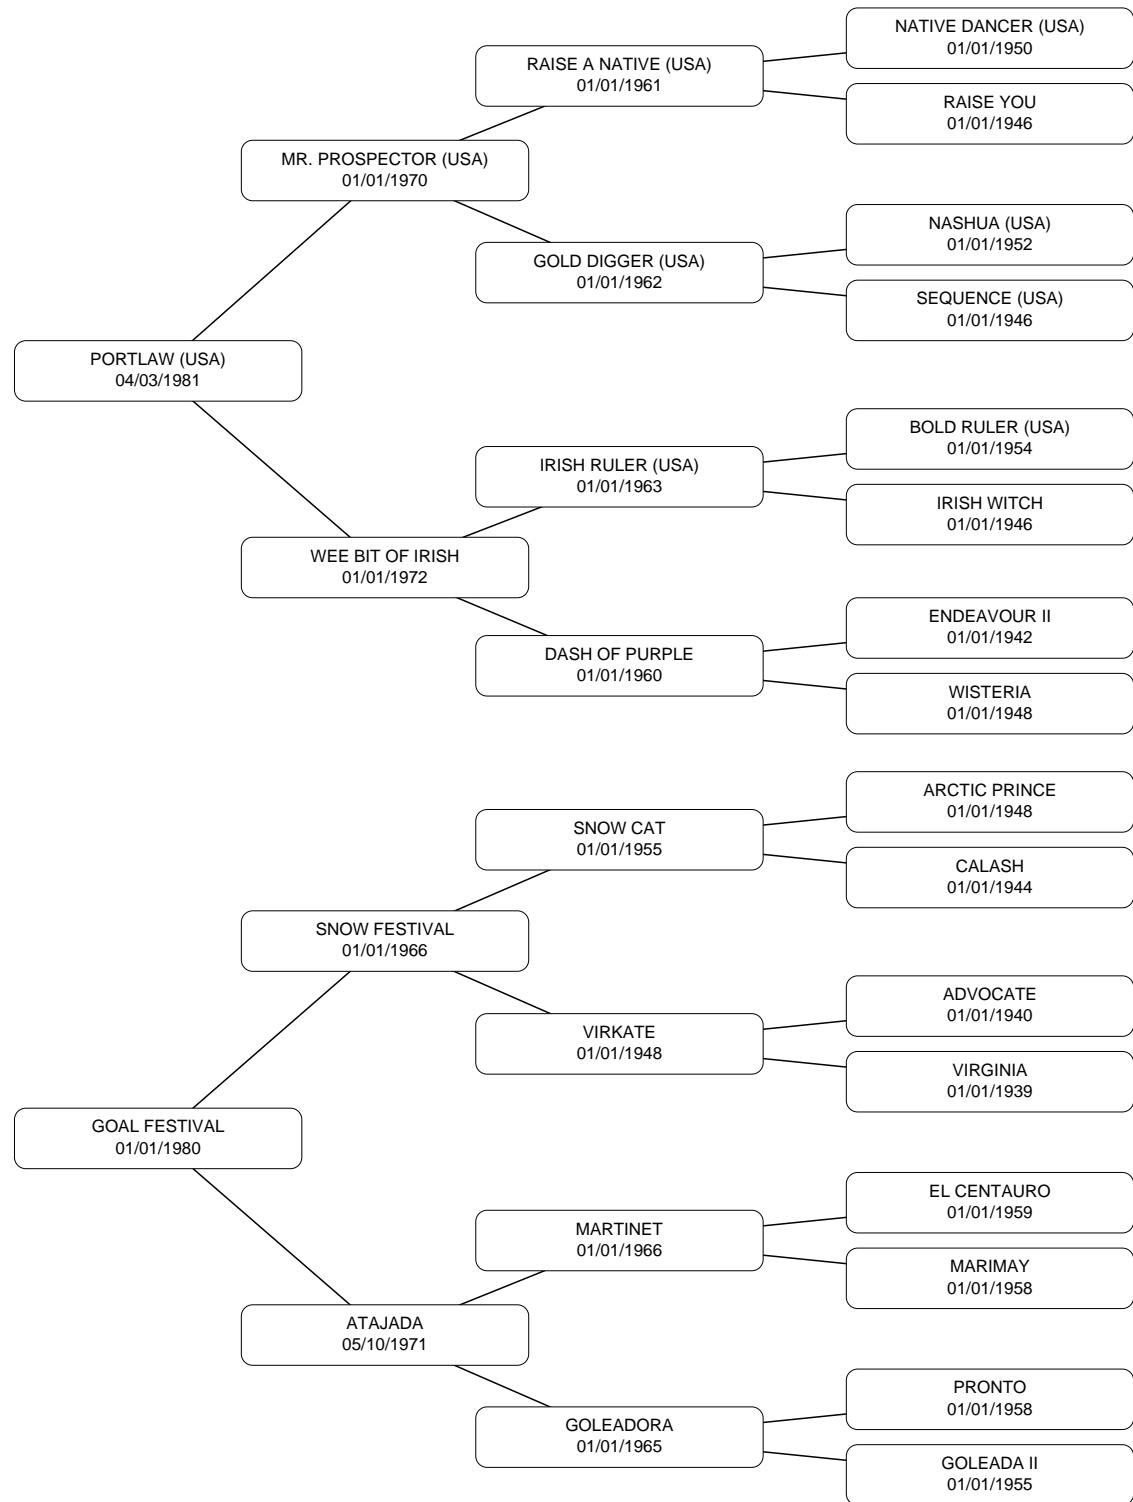 NATIVE DANCER (USA)
01/01/1950
RAISE A NATIVE (USA)
01/01/1961
RAISE YOU
01/01/1946
MR. PROSPECTOR (USA)
01/01/1970
NASHUA (USA)
01/01/1952
GOLD DIGGER (USA)
01/01/1962
SEQUENCE (USA)
01/01/1946
PORTLAW (USA)
04/03/1981
BOLD RULER (USA)
01/01/1954
IRISH RULER (USA)
01/01/1963
IRISH WITCH
01/01/1946
WEE BIT OF IRISH
01/01/1972
ENDEAVOUR II
01/01/1942
DASH OF PURPLE
01/01/1960
WISTERIA
01/01/1948
ARCTIC PRINCE
01/01/1948
SNOW CAT
01/01/1955
CALASH
01/01/1944
SNOW FESTIVAL
01/01/1966
ADVOCATE
01/01/1940
VIRKATE
01/01/1948
VIRGINIA
01/01/1939
GOAL FESTIVAL
01/01/1980
EL CENTAURO
01/01/1959
MARTINET
01/01/1966
MARIMAY
01/01/1958
ATAJADA
05/10/1971
PRONTO
01/01/1958
GOLEADORA
01/01/1965
GOLEADA II
01/01/1955